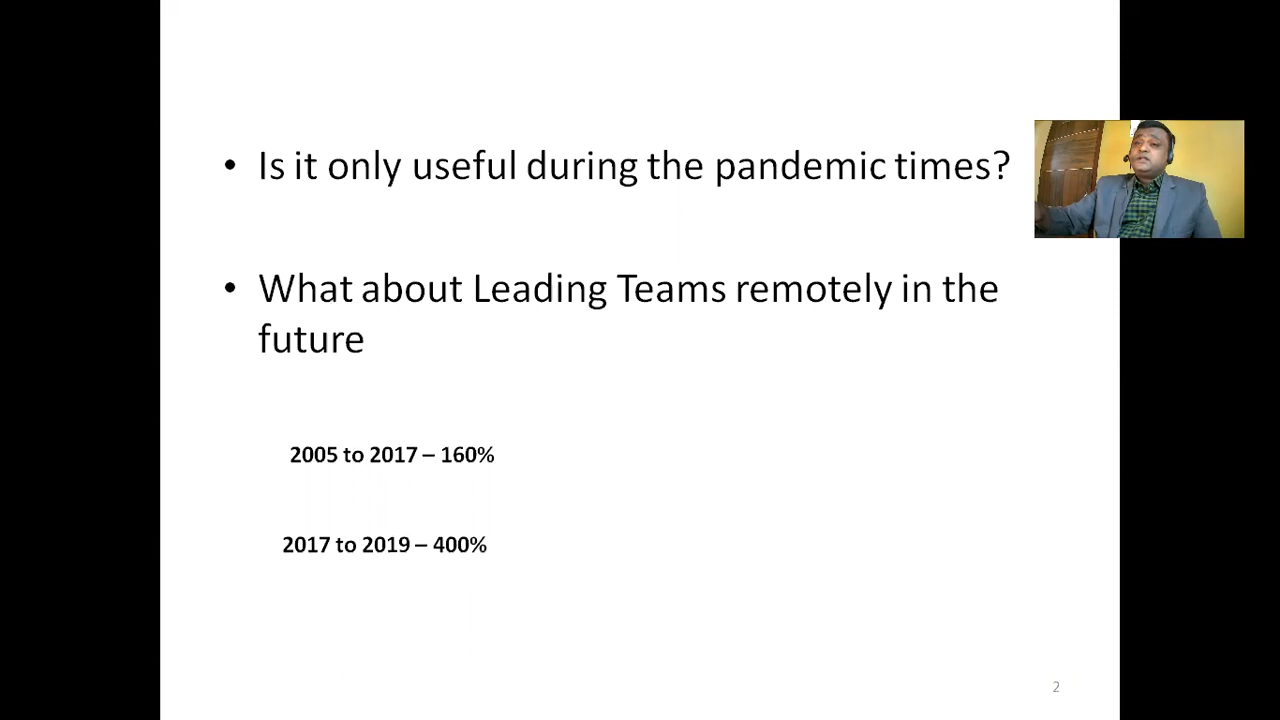 • Is it only useful during the pandemic times?
• What about Leading Teams remotely in the
future
2005 to 2017 – 160%
2017 to 2019 – 400%
2